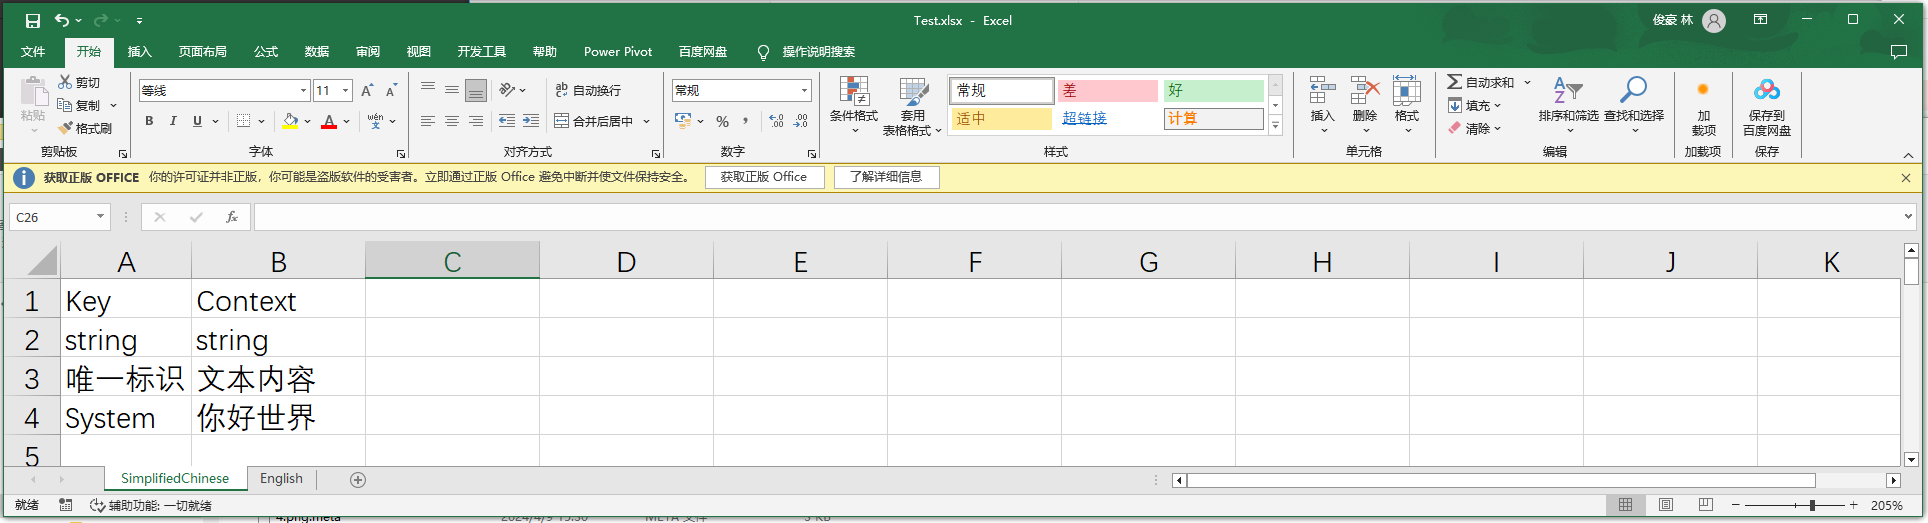 Test.xlsx - Excel
俊豪 林
文件 开始 插入 页面布局 公式 数据 审阅 视图 开发工具 帮助 Power Pivot 百度网盘 操作说明搜索
粘贴
剪切
复制
格式刷
剪贴板
等线 11
B I U A wén 文
字体
ab 自动换行
合并后居中
对齐方式
常规
% ,
数字
条件格式
套用
表格格式
常规 差 好
适中 超链接 计算
样式
插入 删除 格式
单元格
自动求和
填充
清除
排序和筛选 查找和选择
编辑
加
载项
加载项
保存到
百度网盘
保存
获取正版 OFFICE 你的许可证并非正版，你可能是盗版软件的受害者。立即通过正版 Office 避免中断并使文件保持安全。 获取正版 Office 了解详细信息
C26 fx
A B C D E F G H I J K
1 Key Context
2 string string
3 唯一标识 文本内容
4 System 你好世界
5
SimplifiedChinese English
就绪 辅助功能: 一切就绪 205%